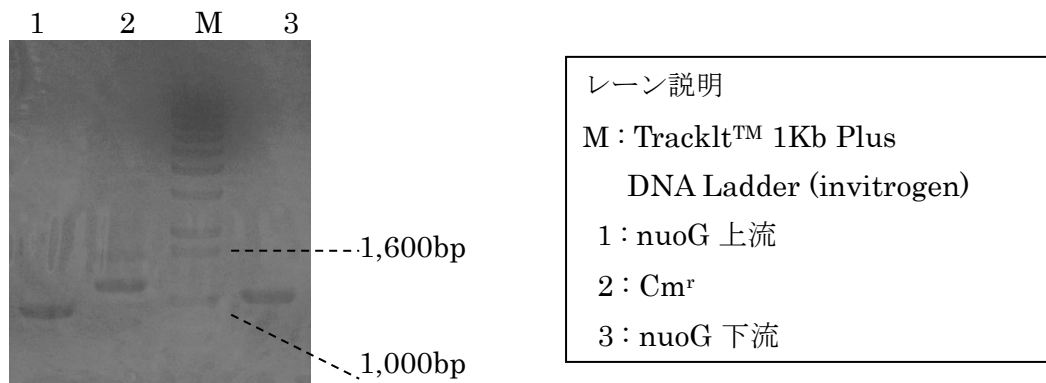 1 2 M 3
1,600bp
1,000bp
レーン説明
M：TrackIt™ 1Kb Plus
DNA Ladder (invitrogen)
1：nuoG 上流
2：Cmʳ
3：nuoG 下流